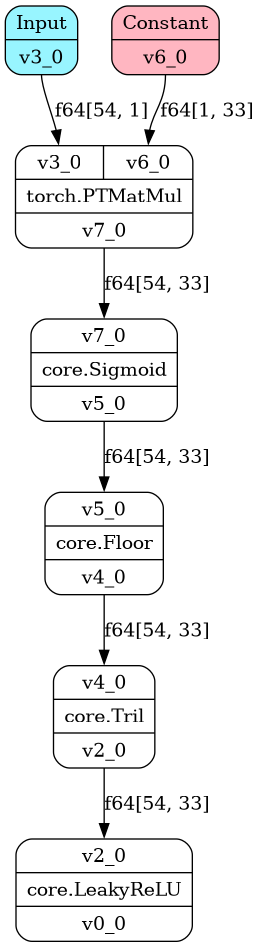 Input
v3_0
Constant
v6_0
f64[54, 1]
f64[1, 33]
v3_0
v6_0
torch.PTMatMul
v7_0
f64[54, 33]
v7_0
core.Sigmoid
v5_0
f64[54, 33]
v5_0
core.Floor
v4_0
f64[54, 33]
v4_0
core.Tril
v2_0
f64[54, 33]
v2_0
core.LeakyReLU
v0_0